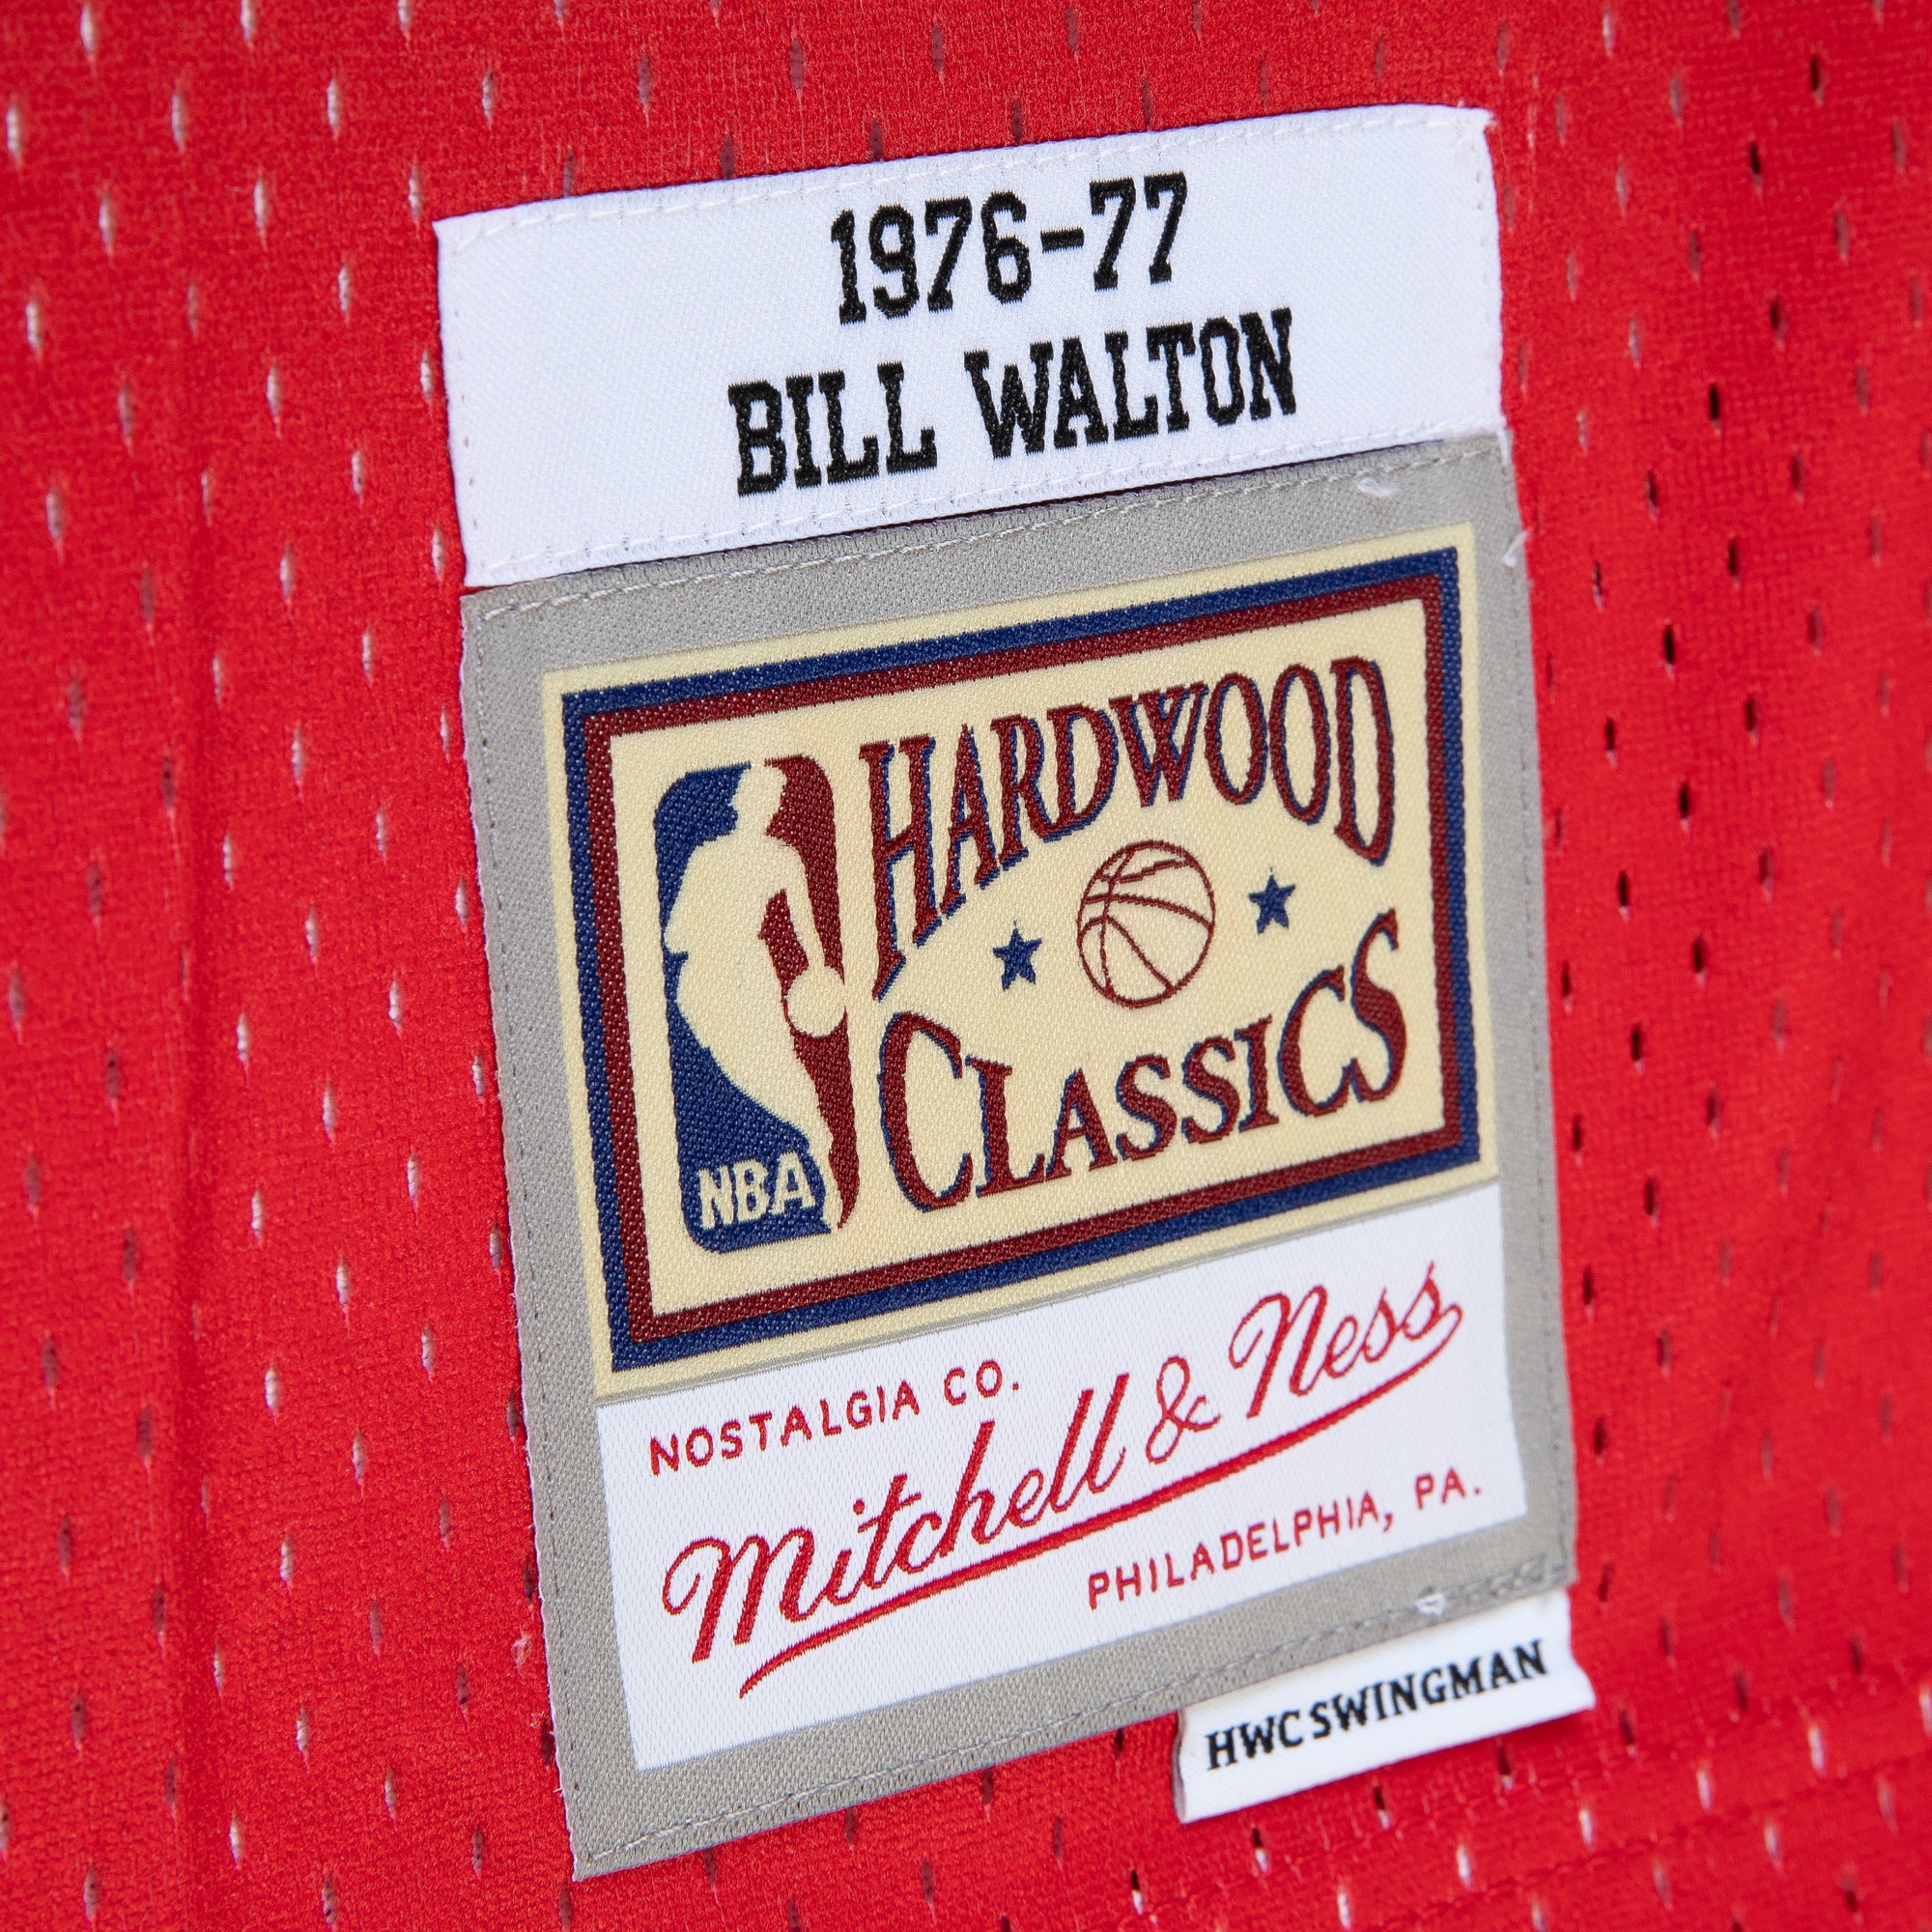 1976-77
BILL WALTON
HARDWOOD
CLASSICS
NBA
NOSTALGIA CO.
Mitchell & Ness
PHILADELPHIA, PA.
HWC SWINGMAN